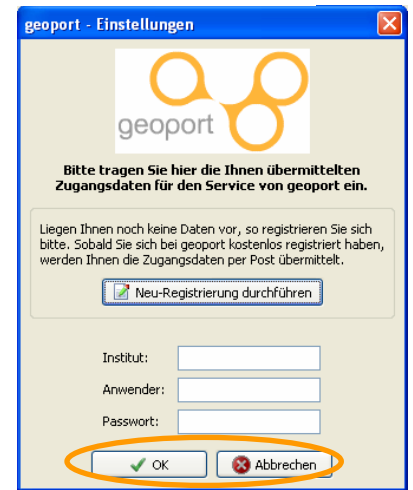 geoport - Einstellungen
geoport
Bitte tragen Sie hier die Ihnen übermittelten
Zugangsdaten für den Service von geoport ein.
Liegen Ihnen noch keine Daten vor, so registrieren Sie sich
bitte. Sobald Sie sich bei geoport kostenlos registriert haben,
werden Ihnen die Zugangsdaten per Post übermittelt.
Neu-Registrierung durchführen
Institut:
Anwender:
Passwort:
OK Abbrechen